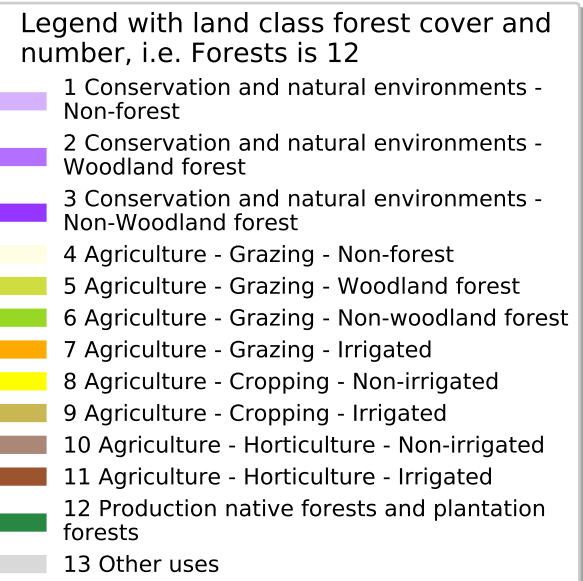 Legend with land class forest cover and
number, i.e. Forests is 12
1 Conservation and natural environments -
Non-forest
2 Conservation and natural environments -
Woodland forest
3 Conservation and natural environments -
Non-Woodland forest
4 Agriculture - Grazing - Non-forest
5 Agriculture - Grazing - Woodland forest
6 Agriculture - Grazing - Non-woodland forest
7 Agriculture - Grazing - Irrigated
8 Agriculture - Cropping - Non-irrigated
9 Agriculture - Cropping - Irrigated
10 Agriculture - Horticulture - Non-irrigated
11 Agriculture - Horticulture - Irrigated
12 Production native forests and plantation
forests
13 Other uses